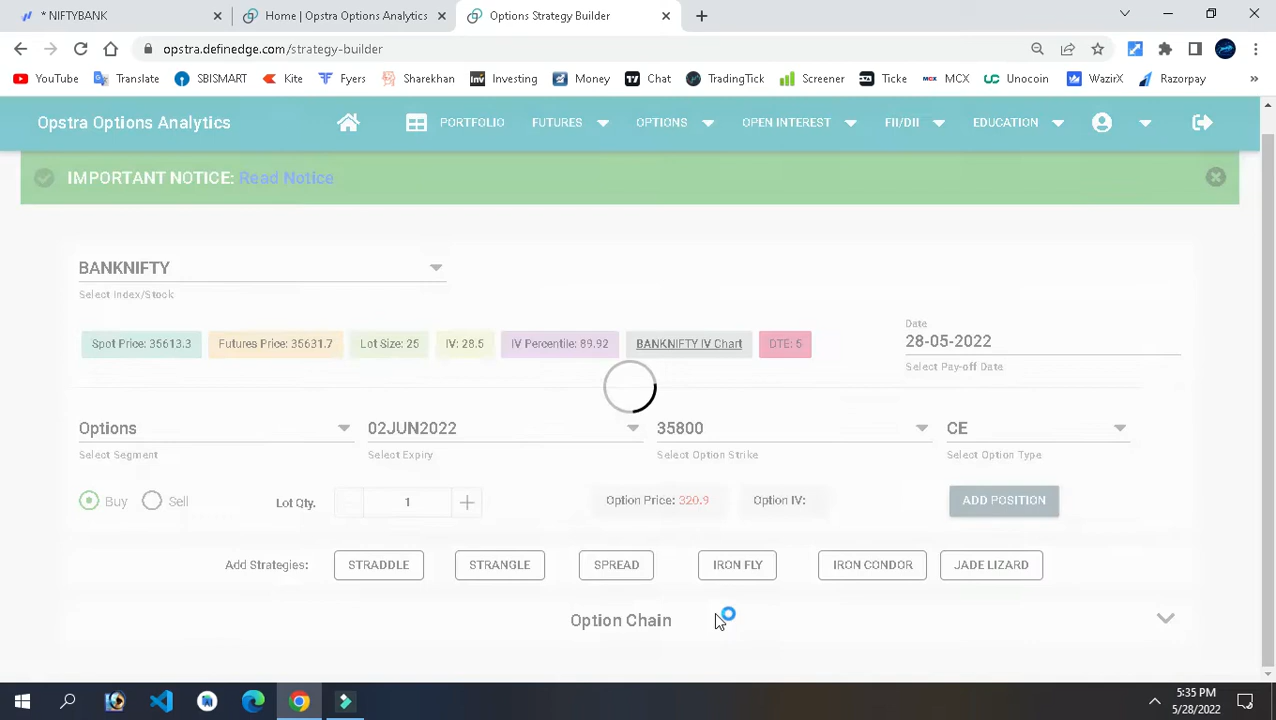 * NIFTYBANK
Home | Opstra Options Analytics
Options Strategy Builder
opstra.definedge.com/strategy-builder
YouTube Translate SBISMART Kite Fyers Sharekhan Investing Money Chat TradingTick Screener Ticke MCX Unocoin WazirX Razorpay »
Opstra Options Analytics PORTFOLIO FUTURES OPTIONS OPEN INTEREST FII/DII EDUCATION
IMPORTANT NOTICE: Read Notice
BANKNIFTY
Select Index/Stock
Date
Spot Price: 35613.3 Futures Price: 35631.7 Lot Size: 25 IV: 28.5 IV Percentile: 89.92 BANKNIFTY IV Chart DTE: 5
28-05-2022
Select Pay-off Date
Options 02JUN2022 35800 CE
Select Segment Select Expiry Select Option Strike Select Option Type
Buy Sell Lot Qty. - 1 + Option Price: 320.9 Option IV: ADD POSITION
Add Strategies: STRADDLE STRANGLE SPREAD IRON FLY IRON CONDOR JADE LIZARD
Option Chain
5:35 PM
5/28/2022